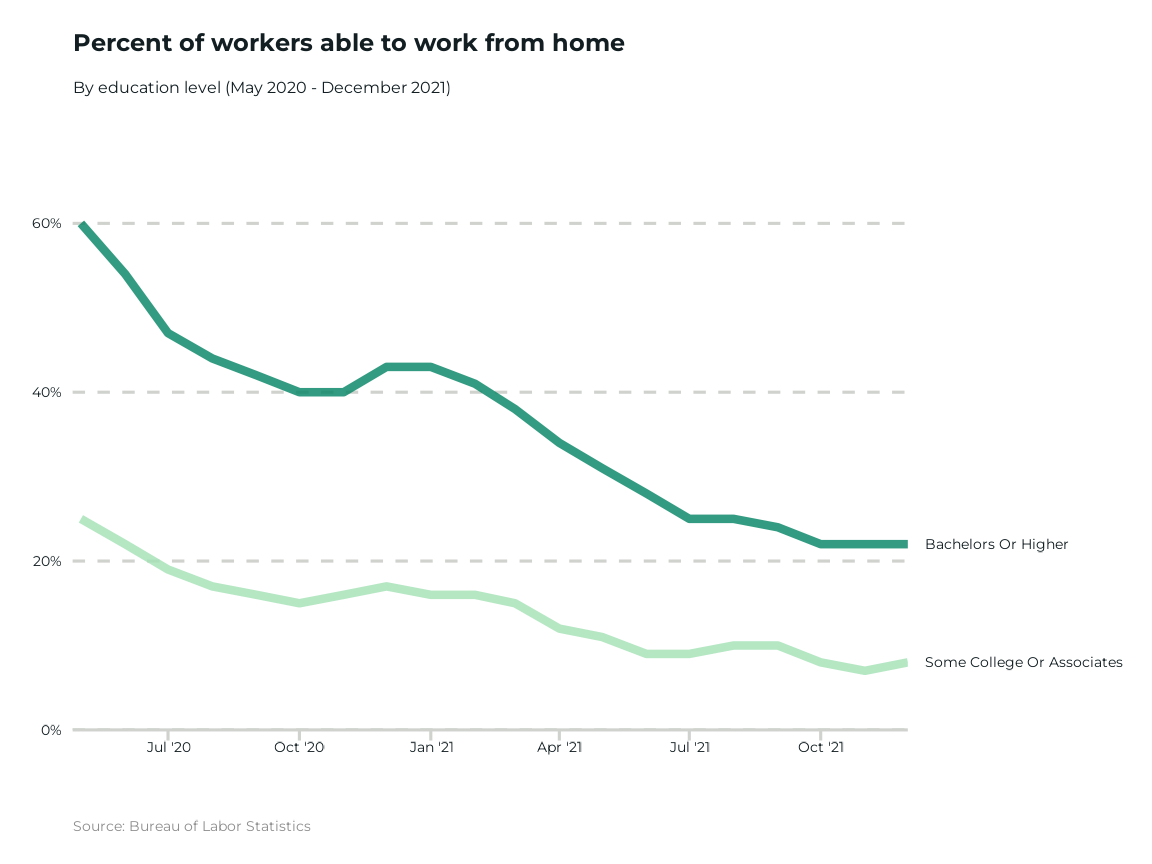 Percent of workers able to work from home
By education level (May 2020 - December 2021)
60%
40%
20%
0%
Bachelors Or Higher
Some College Or Associates
Jul '20
Oct '20
Jan '21
Apr '21
Jul '21
Oct '21
Source: Bureau of Labor Statistics